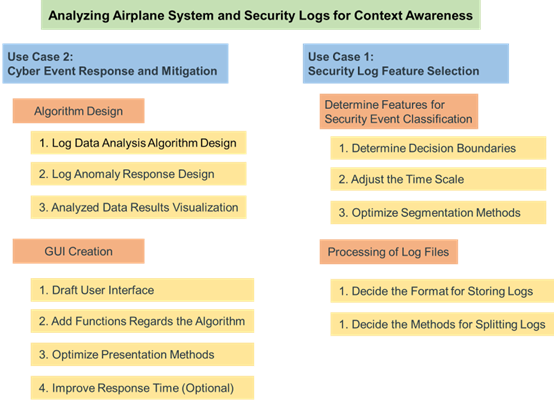 Analyzing Airplane System and Security Logs for Context Awareness
Use Case 2:
Cyber Event Response and Mitigation
Algorithm Design
1. Log Data Analysis Algorithm Design
2. Log Anomaly Response Design
3. Analyzed Data Results Visualization
GUI Creation
1. Draft User Interface
2. Add Functions Regards the Algorithm
3. Optimize Presentation Methods
4. Improve Response Time (Optional)
Use Case 1:
Security Log Feature Selection
Determine Features for
Security Event Classification
1. Determine Decision Boundaries
2. Adjust the Time Scale
3. Optimize Segmentation Methods
Processing of Log Files
1. Decide the Format for Storing Logs
1. Decide the Methods for Splitting Logs